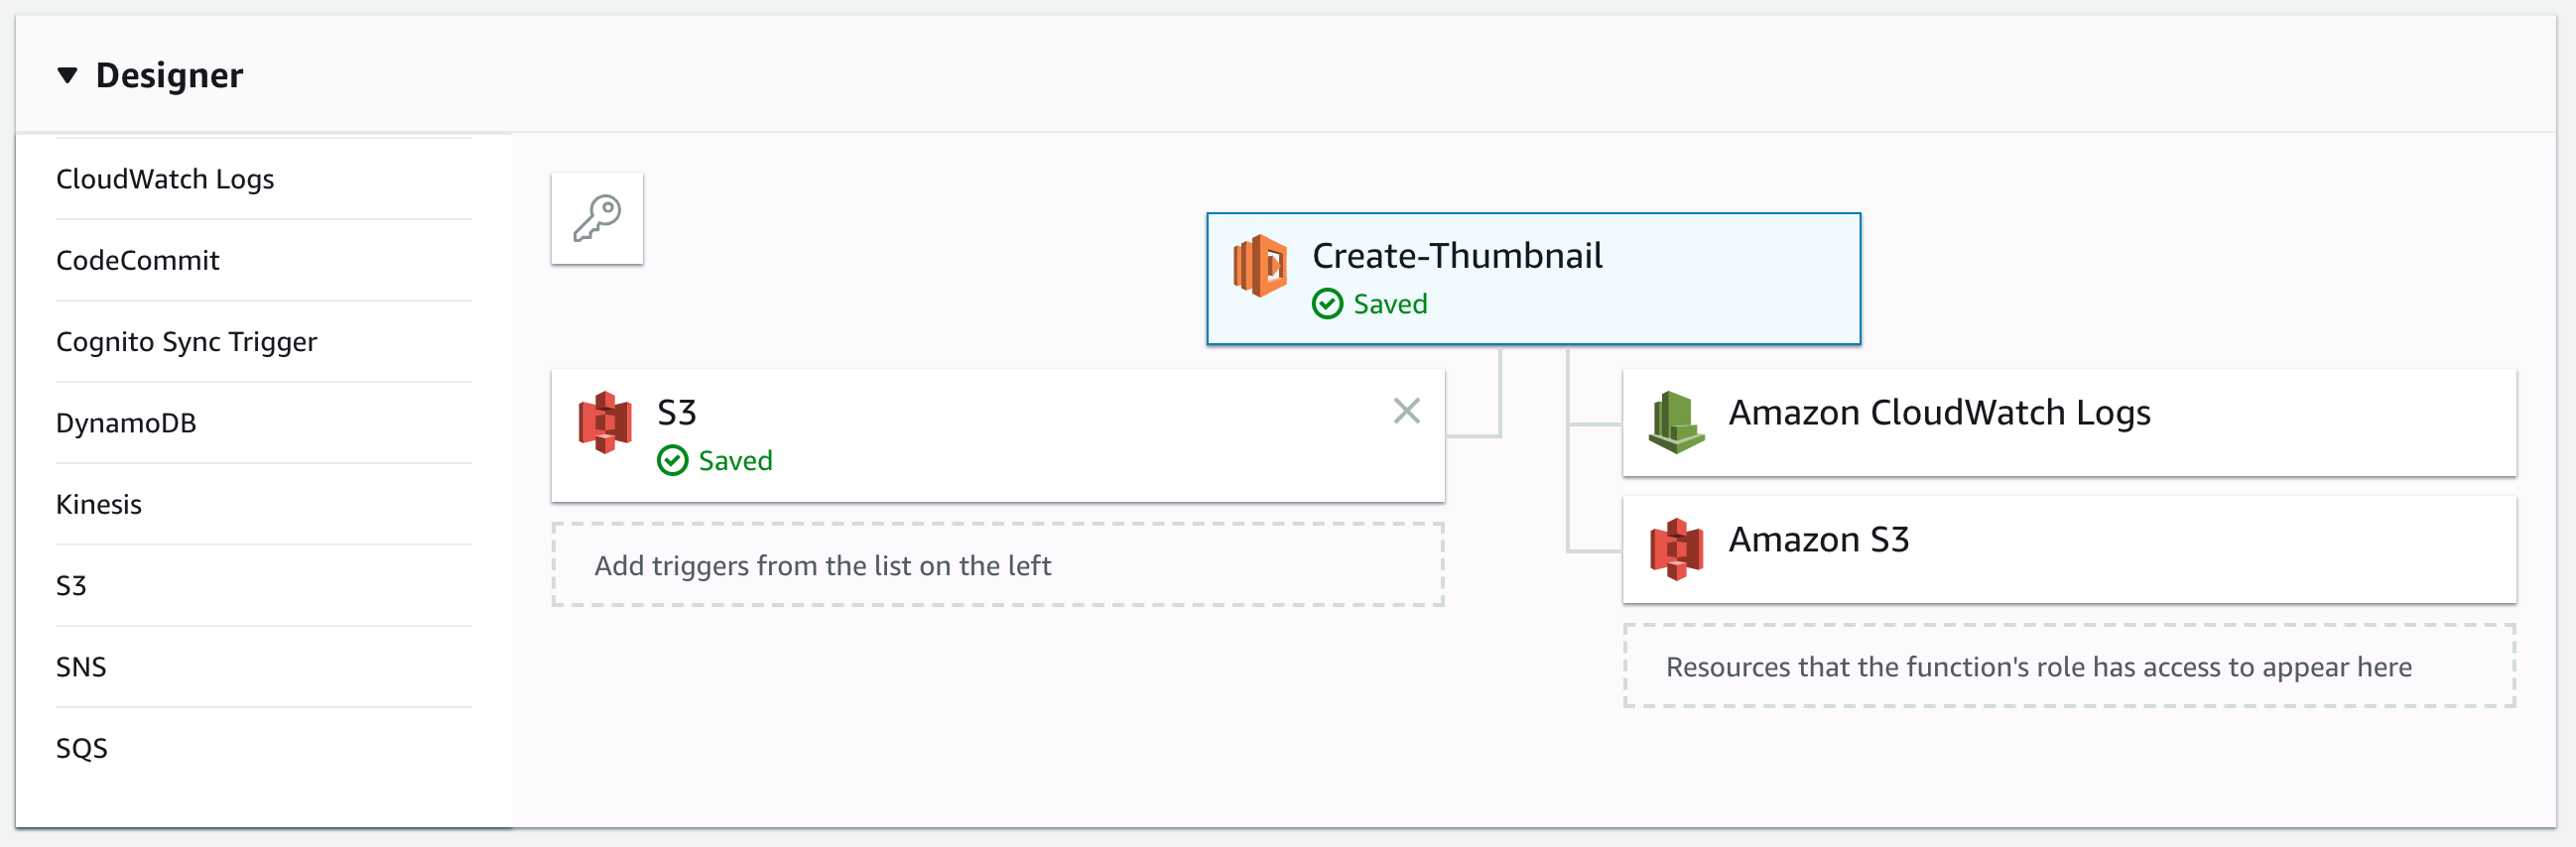 Designer
CloudWatch Logs
CodeCommit
Cognito Sync Trigger
DynamoDB
Kinesis
S3
SNS
SQS
Create-Thumbnail
Saved
S3
Saved
Add triggers from the list on the left
Amazon CloudWatch Logs
Amazon S3
Resources that the function's role has access to appear here